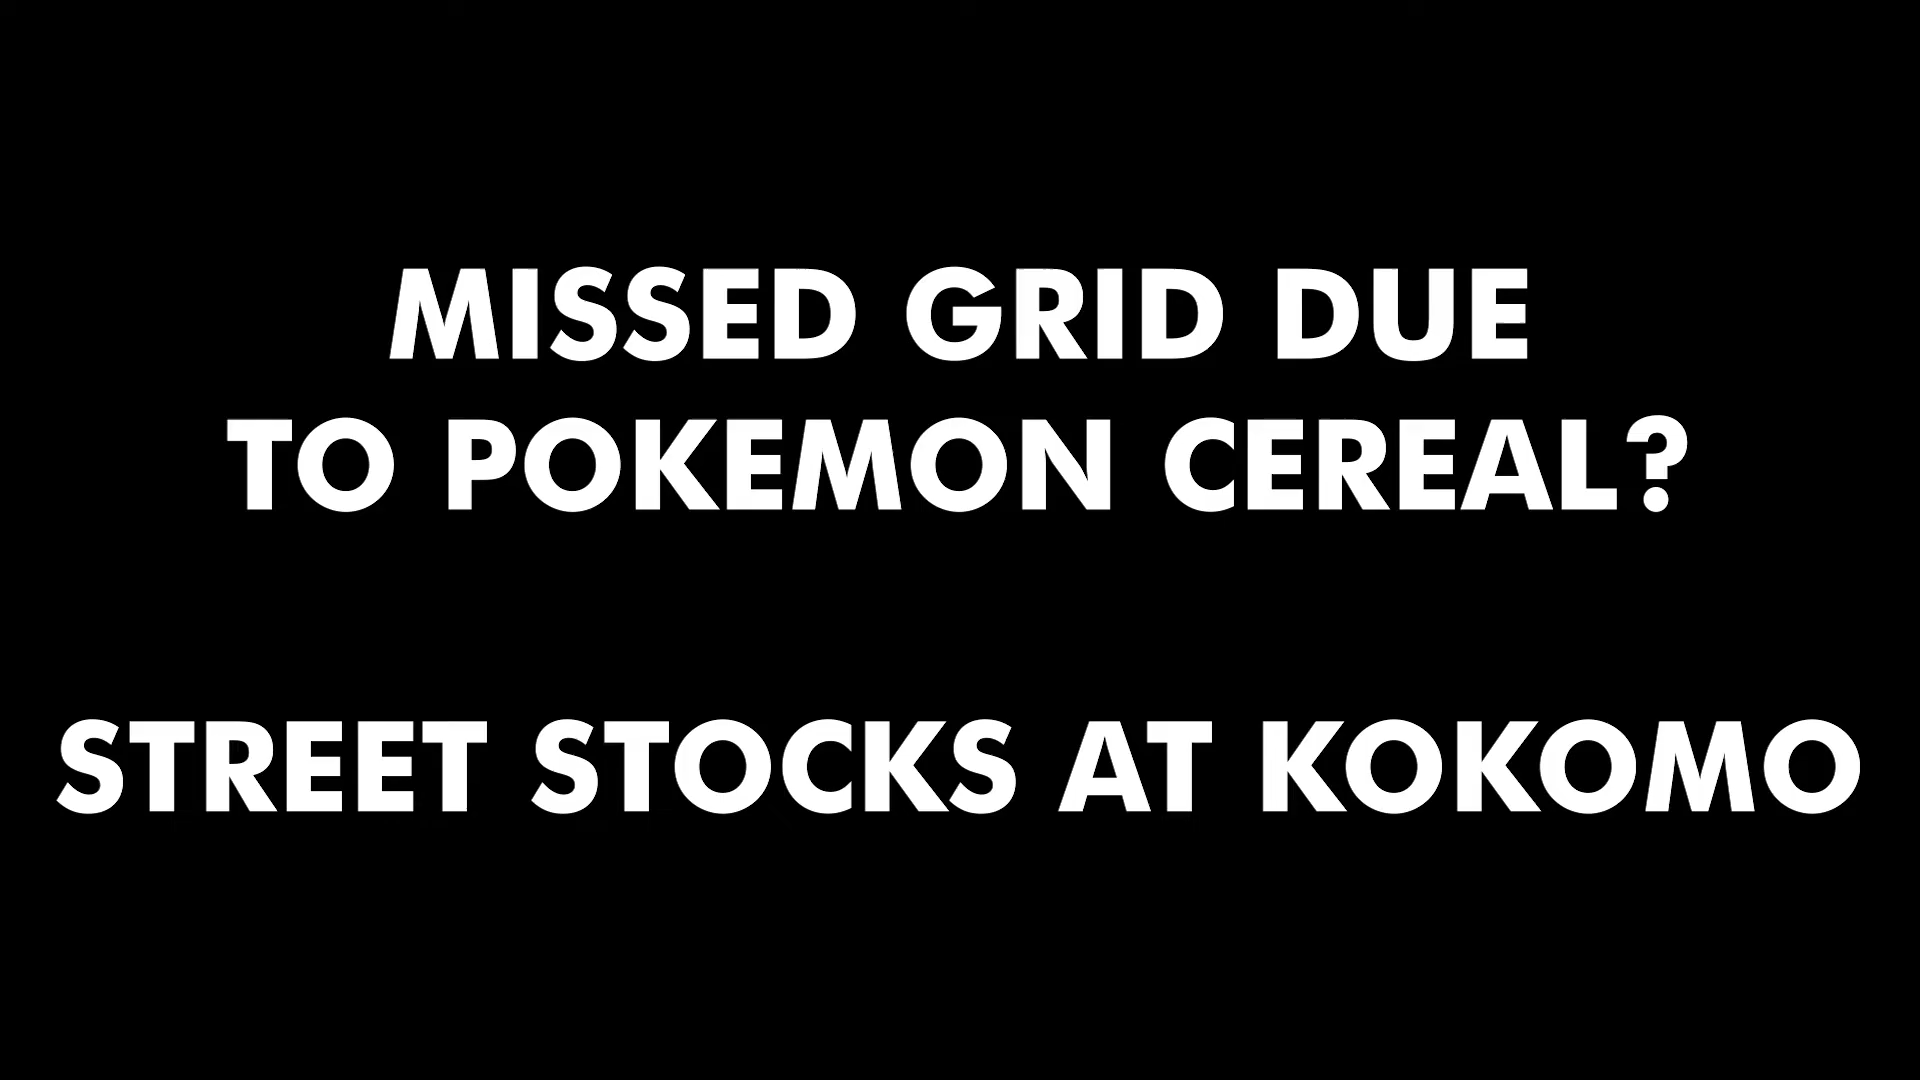 MISSED GRID DUE
TO POKEMON CEREAL?
STREET STOCKS AT KOKOMO